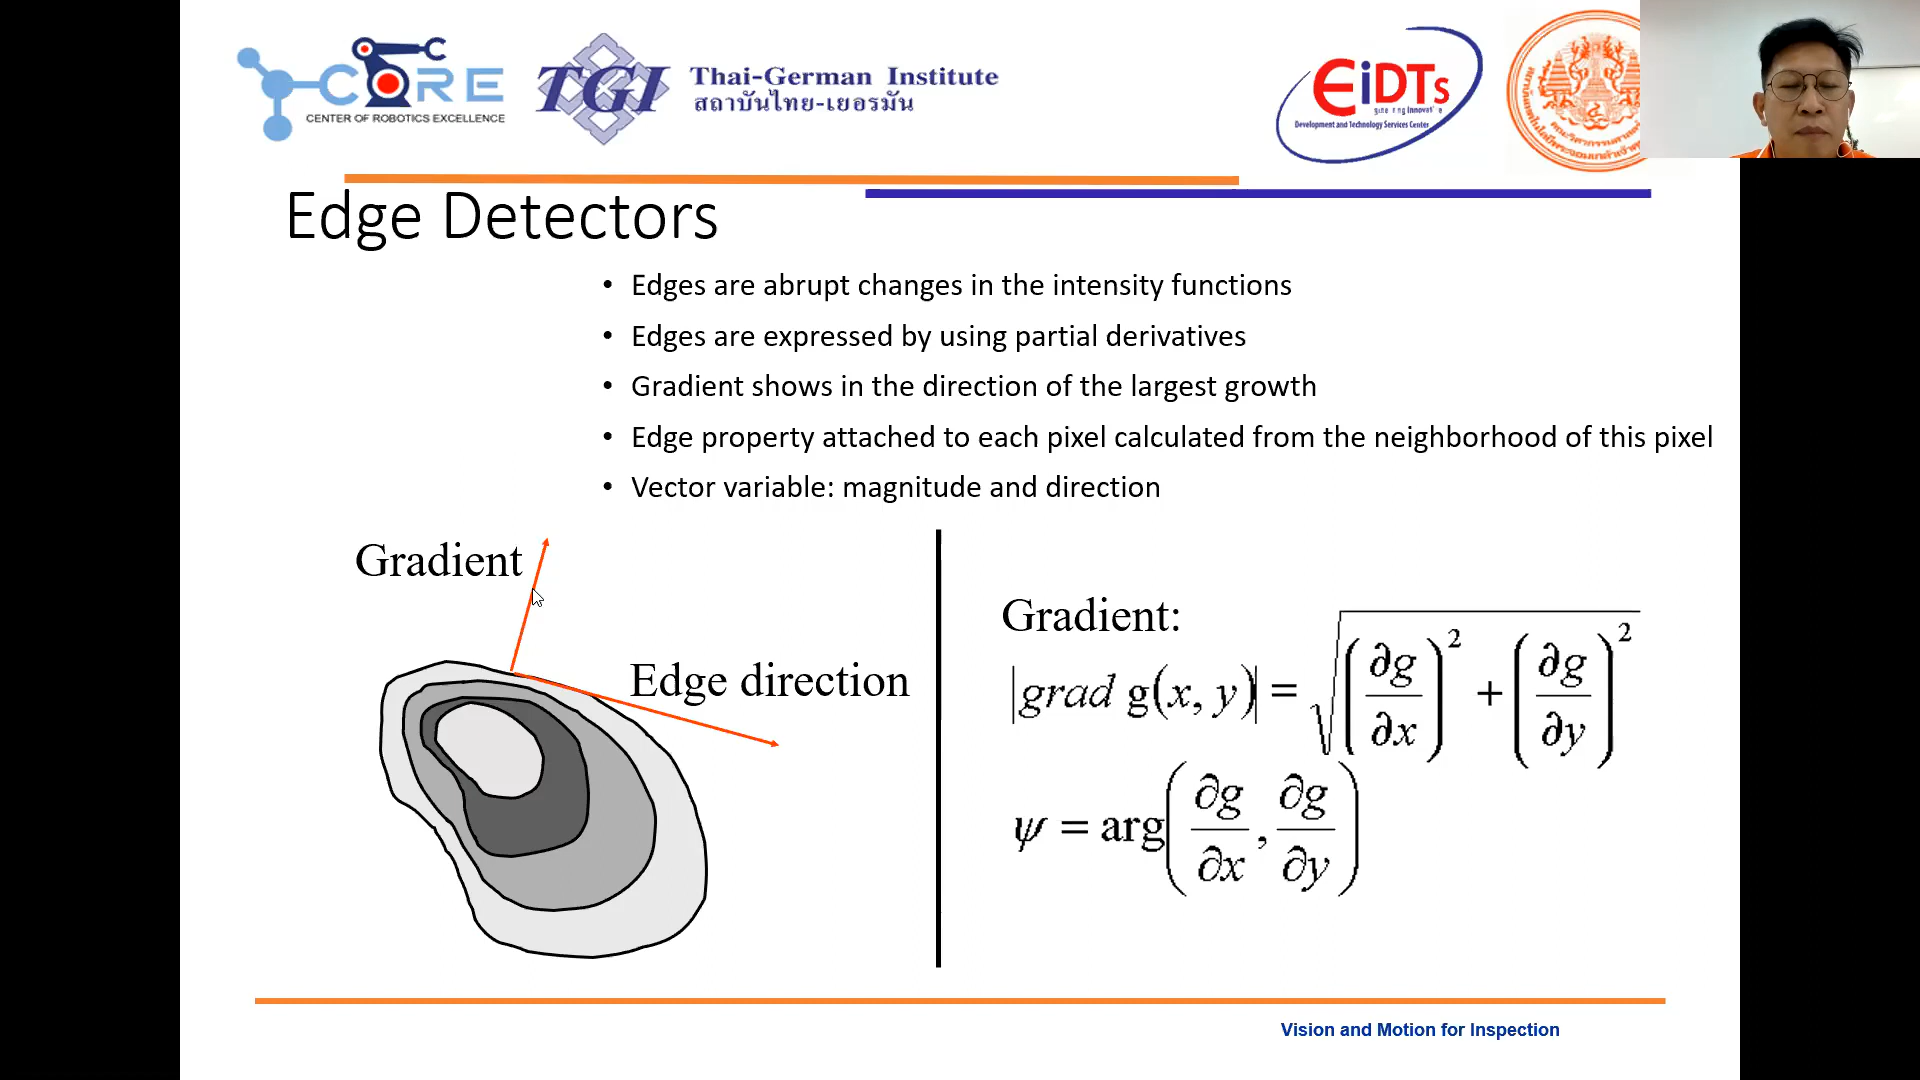 CORE
CENTER OF ROBOTICS EXCELLENCE
TGI
Thai-German Institute
สถาบันไทย-เยอรมัน
EiDTs
Development and Technology Services Center
Edge Detectors
• Edges are abrupt changes in the intensity functions
• Edges are expressed by using partial derivatives
• Gradient shows in the direction of the largest growth
• Edge property attached to each pixel calculated from the neighborhood of this pixel
• Vector variable: magnitude and direction
Gradient
Edge direction
Gradient:
|grad g(x, y)| = √((∂g/∂x)² + (∂g/∂y)²)
ψ = arg(∂g/∂x, ∂g/∂y)
Vision and Motion for Inspection